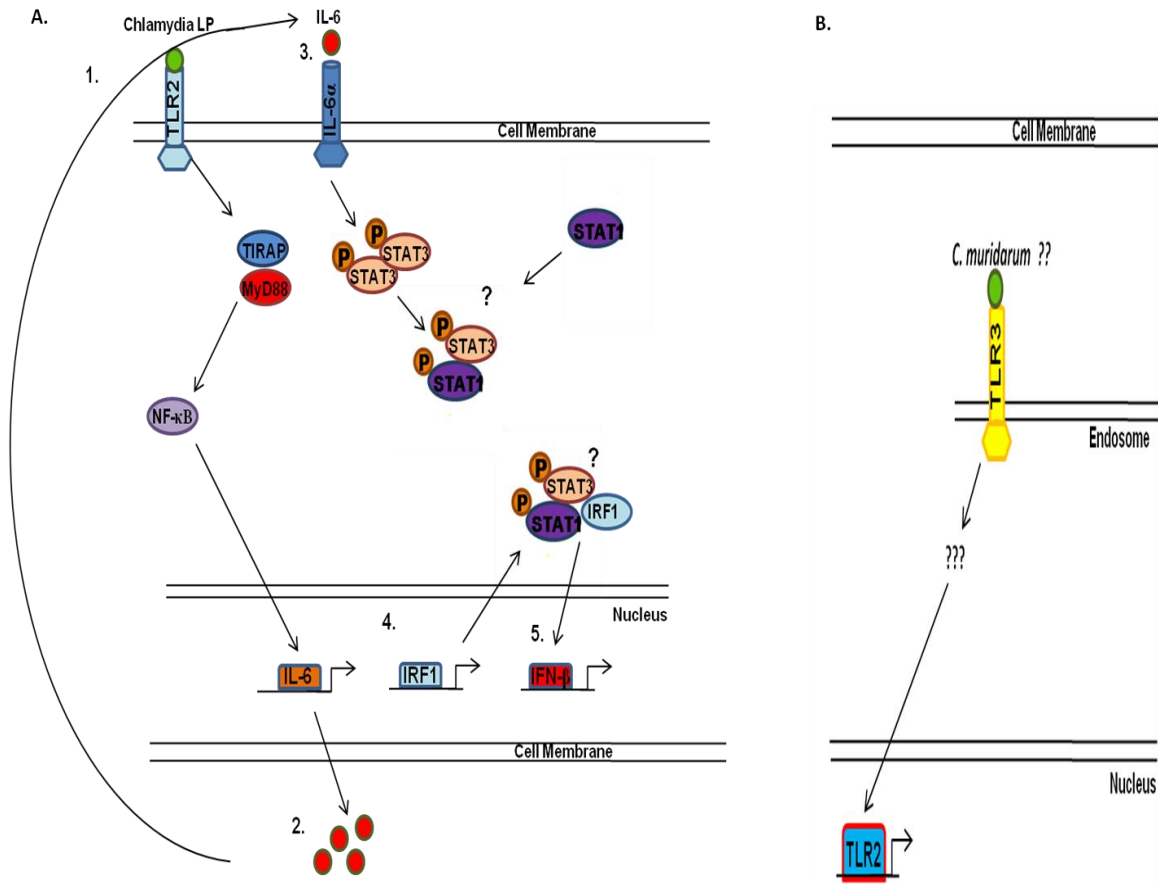 A.
Chlamydia LP
IL-6
1.
3.
TLR2
IL-6α
Cell Membrane
TIRAP
MyD88
P
P
STAT3
STAT3
STAT1
?
P
STAT3
P
STAT1
NF-κB
P
STAT3
?
P
STAT1
IRF1
Nucleus
4.
5.
IL-6
IRF1
IFN-β
Cell Membrane
2.
B.
Cell Membrane
C. muridarum ??
TLR3
Endosome
???
Nucleus
TLR2